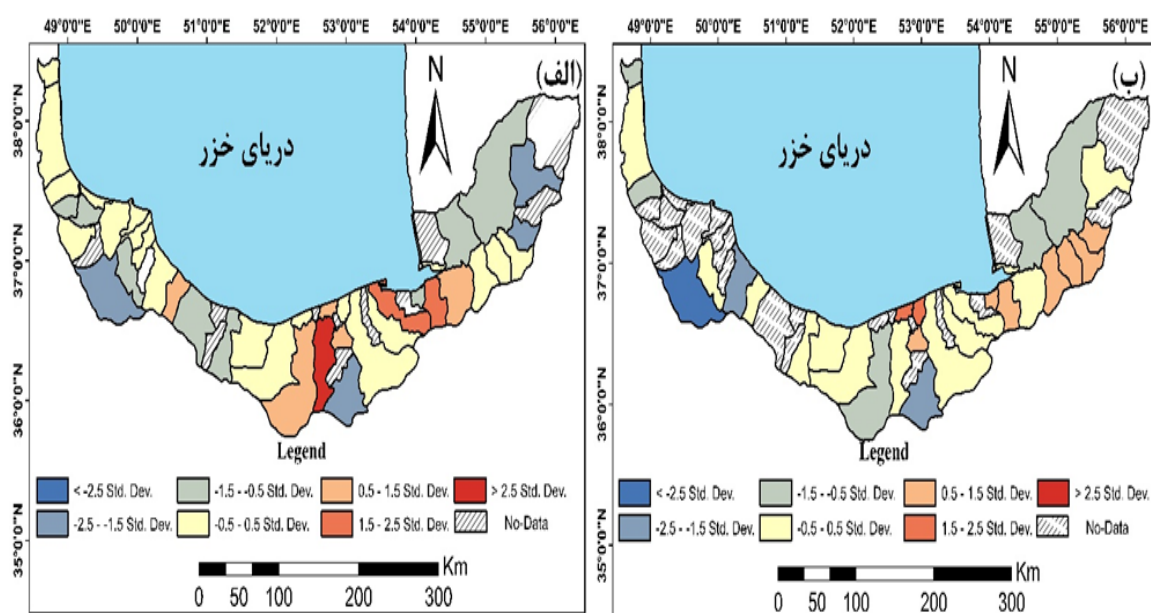 49°0'0" 50°0'0" 51°0'0" 52°0'0" 53°0'0" 54°0'0" 55°0'0" 56°0'0"
(الف)
N
38°0'0"N
دریای خزر
37°0'0"N
36°0'0"N
35°0'0"N
Legend
< -2.5 Std. Dev.
-1.5 - -0.5 Std. Dev.
0.5 - 1.5 Std. Dev.
> 2.5 Std. Dev.
-2.5 - -1.5 Std. Dev.
-0.5 - 0.5 Std. Dev.
1.5 - 2.5 Std. Dev.
No-Data
Km
0 50 100 200 300
49°0'0" 50°0'0" 51°0'0" 52°0'0" 53°0'0" 54°0'0" 55°0'0" 56°0'0"
(ب)
N
38°0'0"N
دریای خزر
37°0'0"N
36°0'0"N
35°0'0"N
Legend
< -2.5 Std. Dev.
-1.5 - -0.5 Std. Dev.
0.5 - 1.5 Std. Dev.
> 2.5 Std. Dev.
-2.5 - -1.5 Std. Dev.
-0.5 - 0.5 Std. Dev.
1.5 - 2.5 Std. Dev.
No-Data
Km
0 50 100 200 300